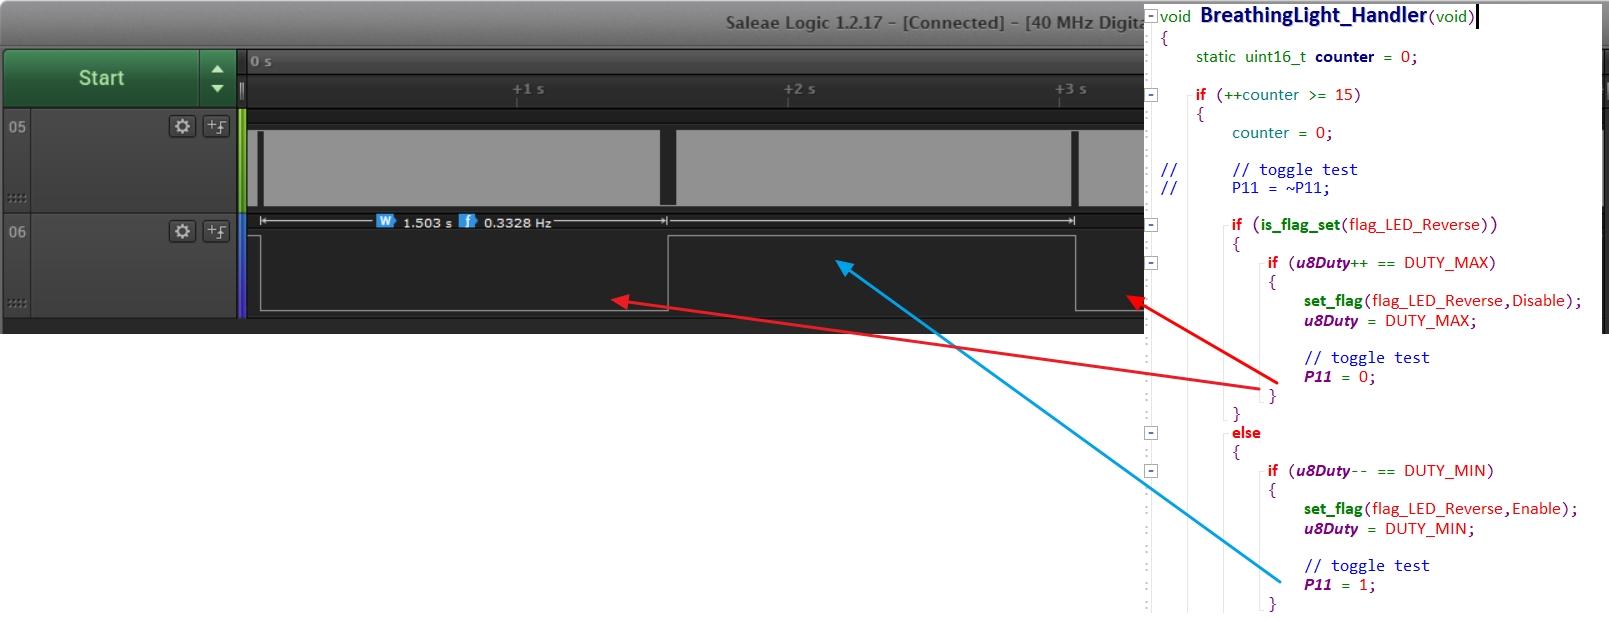 Saleae Logic 1.2.17 - [Connected] - [40 MHz Digita
Start
0 s
+1 s
+2 s
+3 s
05
06
W 1.503 s f 0.3328 Hz
void BreathingLight_Handler(void)
{
static uint16_t counter = 0;
if (++counter >= 15)
{
counter = 0;
// // toggle test
// P11 = ~P11;
if (is_flag_set(flag_LED_Reverse))
{
if (u8Duty++ == DUTY_MAX)
{
set_flag(flag_LED_Reverse,Disable);
u8Duty = DUTY_MAX;
// toggle test
P11 = 0;
}
}
else
{
if (u8Duty-- == DUTY_MIN)
{
set_flag(flag_LED_Reverse,Enable);
u8Duty = DUTY_MIN;
// toggle test
P11 = 1;
}